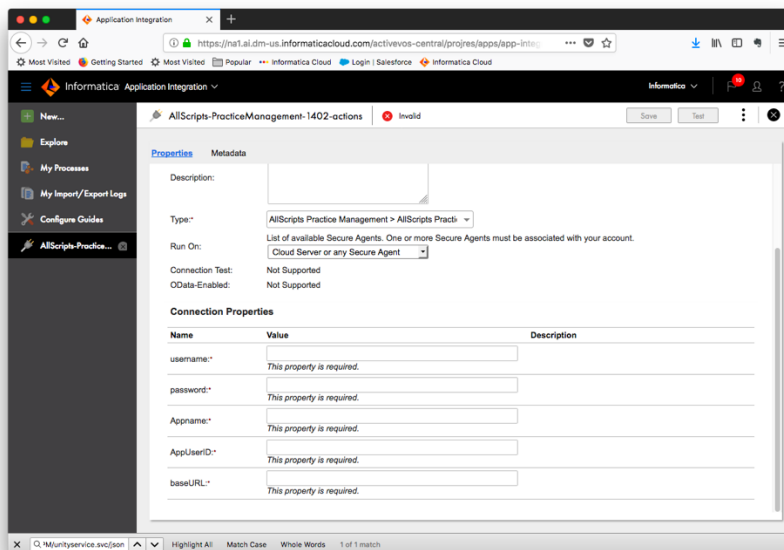 Application Integration
https://na1.ai.dm-us.informaticacloud.com/activevos-central/projres/apps/app-integ
Most Visited Getting Started Most Visited Popular Informatica Cloud Login | Salesforce Informatica Cloud
Informatica Application Integration Informatica 10
New... AllScripts-PracticeManagement-1402-actions Invalid Save Test
Explore
My Processes
My Import/Export Logs
Configure Guides
AllScripts-Practice...
Properties Metadata
Description:
Type:* AllScripts Practice Management > AllScripts Practi
List of available Secure Agents. One or more Secure Agents must be associated with your account.
Run On: Cloud Server or any Secure Agent
Connection Test: Not Supported
OData-Enabled: Not Supported
Connection Properties
Name Value Description
username:*
This property is required.
password:*
This property is required.
Appname:*
This property is required.
AppUserID:*
This property is required.
baseURL:*
This property is required.
M/unityservice.svc/json Highlight All Match Case Whole Words 1 of 1 match